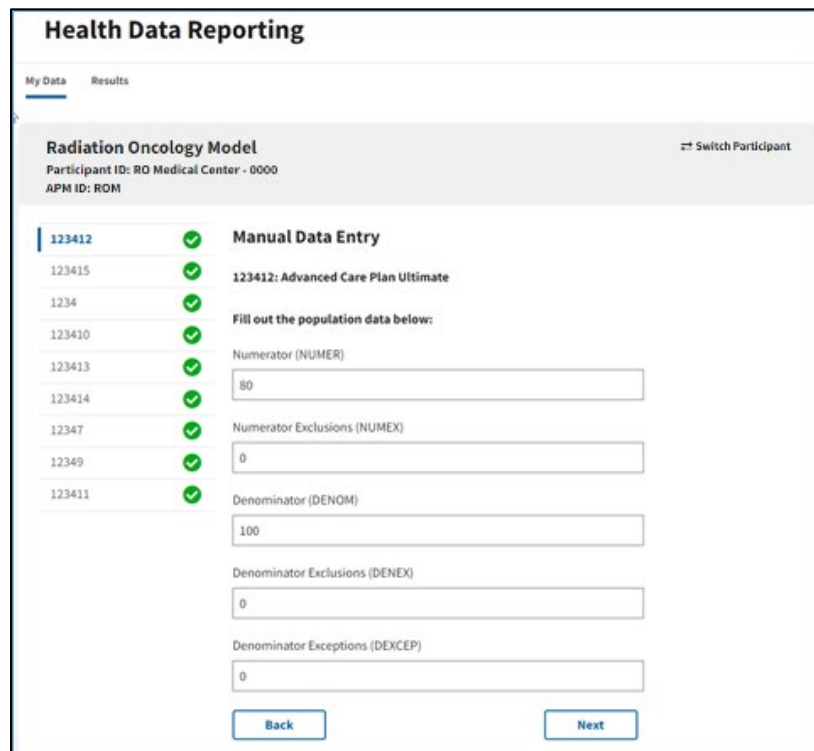 Health Data Reporting
My Data Results
Radiation Oncology Model
Switch Participant
Participant ID: RO Medical Center - 0000
APM ID: ROM
123412
123415
1234
123410
123413
123414
12347
12349
123411
Manual Data Entry
123412: Advanced Care Plan Ultimate
Fill out the population data below:
Numerator (NUMER)
80
Numerator Exclusions (NUMEX)
0
Denominator (DENOM)
100
Denominator Exclusions (DENEX)
0
Denominator Exceptions (DEXCEP)
0
Back Next